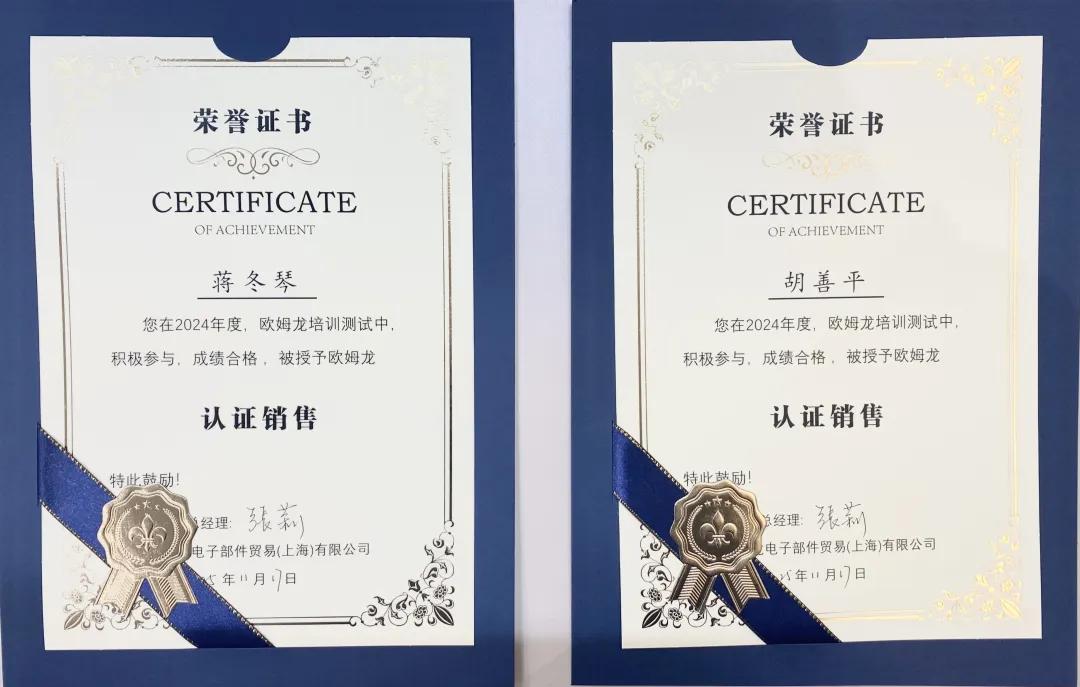 荣誉证书
CERTIFICATE
OF ACHIEVEMENT
蒋冬琴
您在2024年度，欧姆龙培训测试中，
积极参与，成绩合格，被授予欧姆龙
认证销售
特此鼓励！
总经理：张莉
电子部件贸易(上海)有限公司
年11月17日
荣誉证书
CERTIFICATE
OF ACHIEVEMENT
胡善平
您在2024年度，欧姆龙培训测试中，
积极参与，成绩合格，被授予欧姆龙
认证销售
特此鼓励！
总经理：张莉
电子部件贸易(上海)有限公司
年11月17日